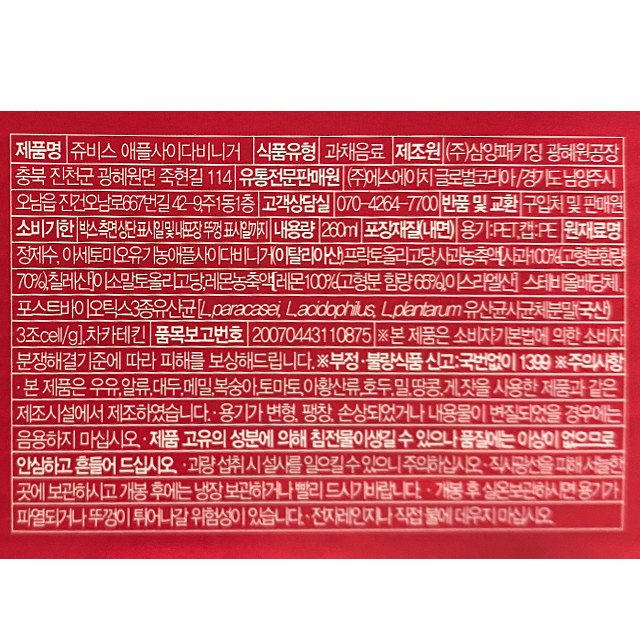 제품명 쥬비스 애플사이다비니거 식품유형 과채음료 제조원 (주)삼양패키징 광혜원공장
충북 진천군 광혜원면 죽현길 114 유통전문판매원 (주)에스에이치 글로벌코리아/경기도 남양주시
오남읍 진건오남로667번길 42-9,주1동1층 고객상담실 070-4264-7700 반품 및 교환 구입처 및 판매원
소비기한 박스측면상단표시일 및 내포장 뚜껑 표시일까지 내용량 260ml 포장재질(내면) 용기:PET,캡:PE 원재료명
정제수, 아세토미오유기농애플사이다비니거(이탈리아산),프락토올리고당,사과농축액[사과100%(고형분함량
70%),칠레산](소말토올리고당,레몬농축액[레몬100%(고형분 함량 66%),이스라엘산] 스테비올배당체,
포스트바이오틱스3종유산균[L.paracasei, L.acidophilus, L.plantarum 유산균사균체분말(국산)
3조cell/g],차카테킨 품목보고번호 20070443110875 ※본 제품은 소비자기본법에 의한 소비자
분쟁해결기준에 따라 피해를 보상해드립니다. ※부정·불량식품 신고:국번없이 1399 ※주의사항
·본 제품은 우유,알류,대두,메밀,복숭아,토마토,아황산류,호두,밀,땅콩,게,잣을 사용한 제품과 같은
제조시설에서 제조하였습니다.·용기가 변형, 팽창, 손상되었거나 내용물이 변질되었을 경우에는
음용하지 마십시오.·제품 고유의 성분에 의해 침전물이생길 수 있으나 품질에는 이상이 없으므로
안심하고 흔들어 드십시오.·과량 섭취 시 설사를 일으킬 수 있으니 주의하십시오.·직사광선을 피해 서늘한
곳에 보관하시고 개봉 후에는 냉장 보관하거나 빨리 드시기바랍니다.·개봉 후 실온보관하면 용기가
파열되거나 뚜껑이 튀어나갈 위험성이 있습니다.·전자레인지나 직접 불에 데우지 마십시오.